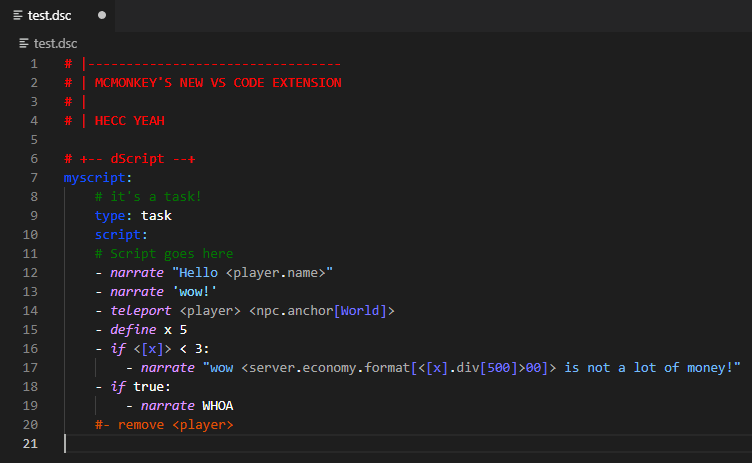 test.dsc
test.dsc
1 # |--------------------------------
2 # | MCMONKEY'S NEW VS CODE EXTENSION
3 # |
4 # | HECC YEAH
5
6 # +-- dScript --+
7 myscript:
8     # it's a task!
9     type: task
10     script:
11     # Script goes here
12     - narrate "Hello <player.name>"
13     - narrate 'wow!'
14     - teleport <player> <npc.anchor[World]>
15     - define x 5
16     - if <[x]> < 3:
17         - narrate "wow <server.economy.format[<[x].div[500]>00]> is not a lot of money!"
18     - if true:
19         - narrate WHOA
20     #- remove <player>
21